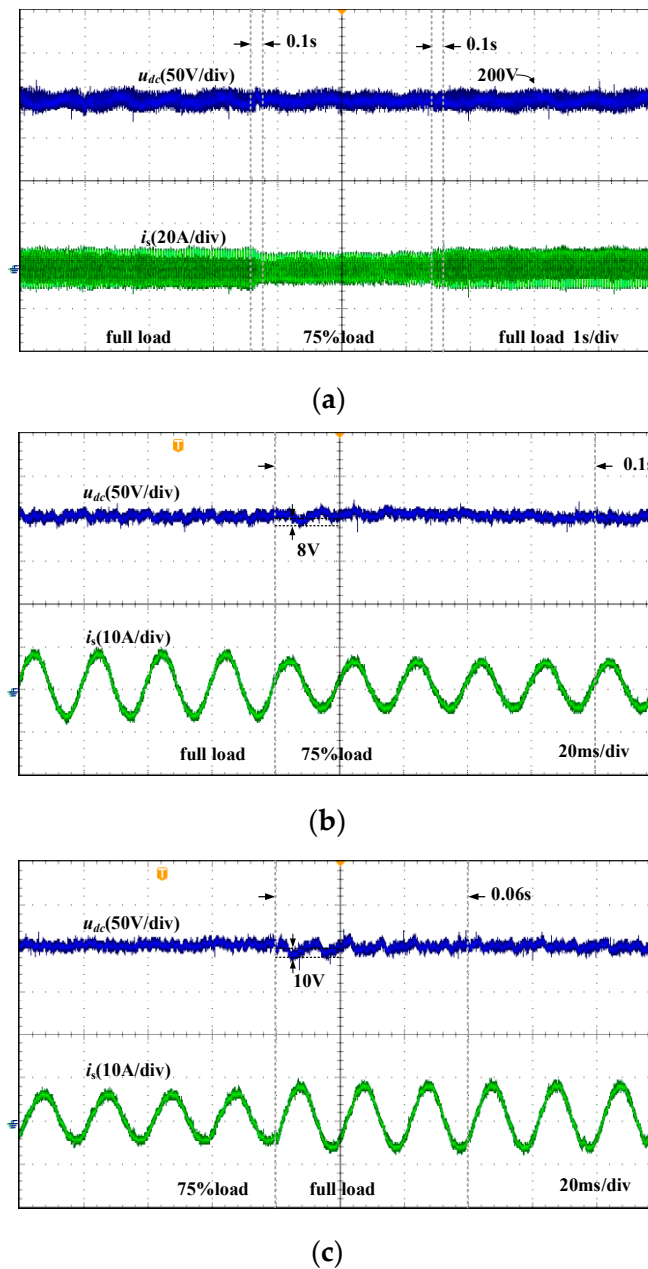 0.1s 0.1s
u_dc(50V/div) 200V
i_s(20A/div)
full load 75%load full load 1s/div
(a)
T
0.1s
u_dc(50V/div)
8V
i_s(10A/div)
full load 75%load 20ms/div
(b)
T
0.06s
u_dc(50V/div)
10V
i_s(10A/div)
75%load full load 20ms/div
(c)